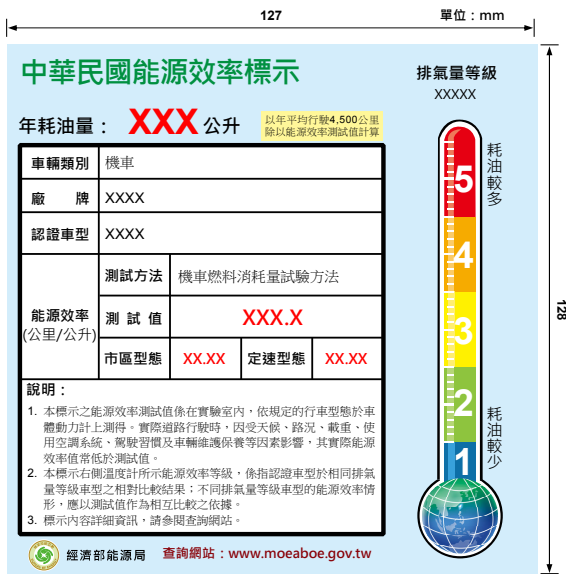 127
單位：mm
中華民國能源效率標示
排氣量等級
XXXXX
年耗油量： XXX 公升
以年平均行駛4,500公里
除以能源效率測試值計算
車輛類別 機車
廠 牌 XXXX
認證車型 XXXX
能源效率
(公里/公升)
測試方法 機車燃料消耗量試驗方法
測 試 值 XXX.X
市區型態 XX.XX 定速型態 XX.XX
說明：
1. 本標示之能源效率測試值係在實驗室內，依規定的行車型態於車
體動力計上測得。實際道路行駛時，因受天候、路況、載重、使
用空調系統、駕駛習慣及車輛維護保養等因素影響，其實際能源
效率值常低於測試值。
2. 本標示右側溫度計所示能源效率等級，係指認證車型於相同排氣
量等級車型之相對比較結果；不同排氣量等級車型的能源效率情
形，應以測試值作為相互比較之依據。
3. 標示內容詳細資訊，請參閱查詢網站。
經濟部能源局 查詢網站：www.moeaboe.gov.tw
耗油較多
5
4
3
2
1
耗油較少
128